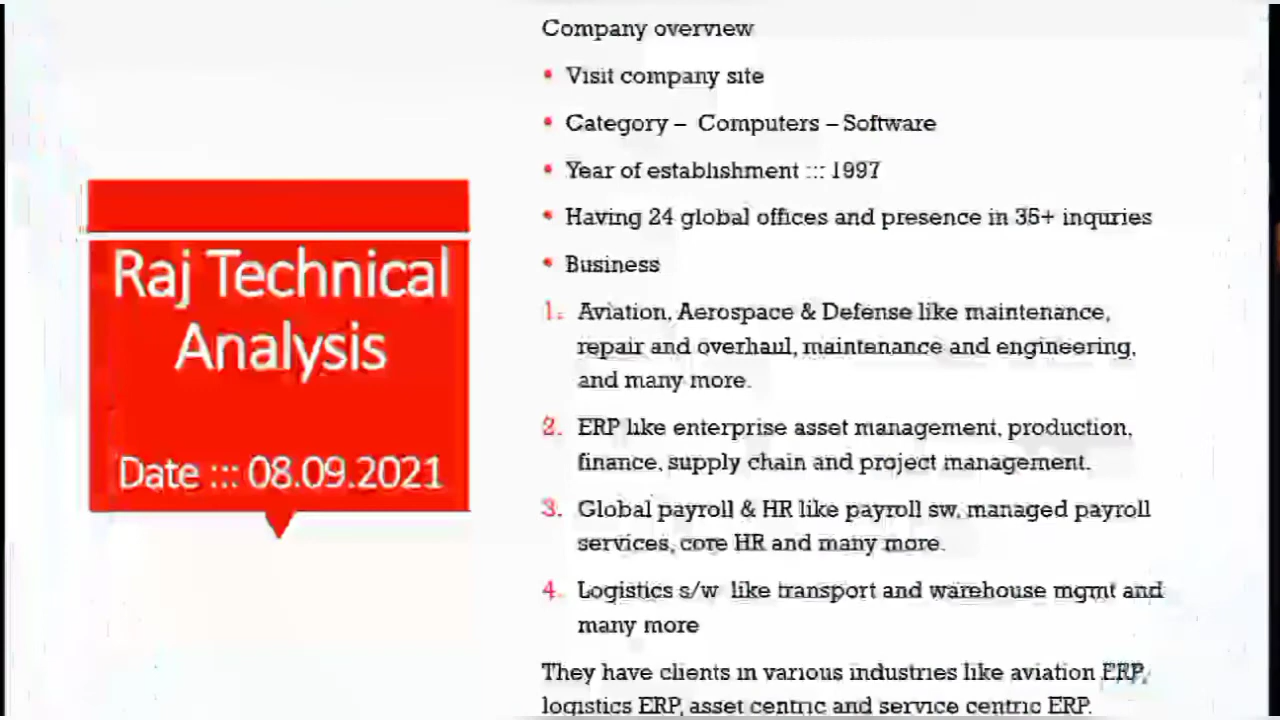 Raj Technical
Analysis
Date ::: 08.09.2021
Company overview
• Visit company site
• Category – Computers – Software
• Year of establishment ::: 1997
• Having 24 global offices and presence in 35+ inquries
• Business
1. Aviation, Aerospace & Defense like maintenance,
repair and overhaul, maintenance and engineering,
and many more.
2. ERP like enterprise asset management, production,
finance, supply chain and project management.
3. Global payroll & HR like payroll sw, managed payroll
services, core HR and many more.
4. Logistics s/w like transport and warehouse mgmt and
many more
They have clients in various industries like aviation ERP,
logistics ERP, asset centric and service centric ERP.